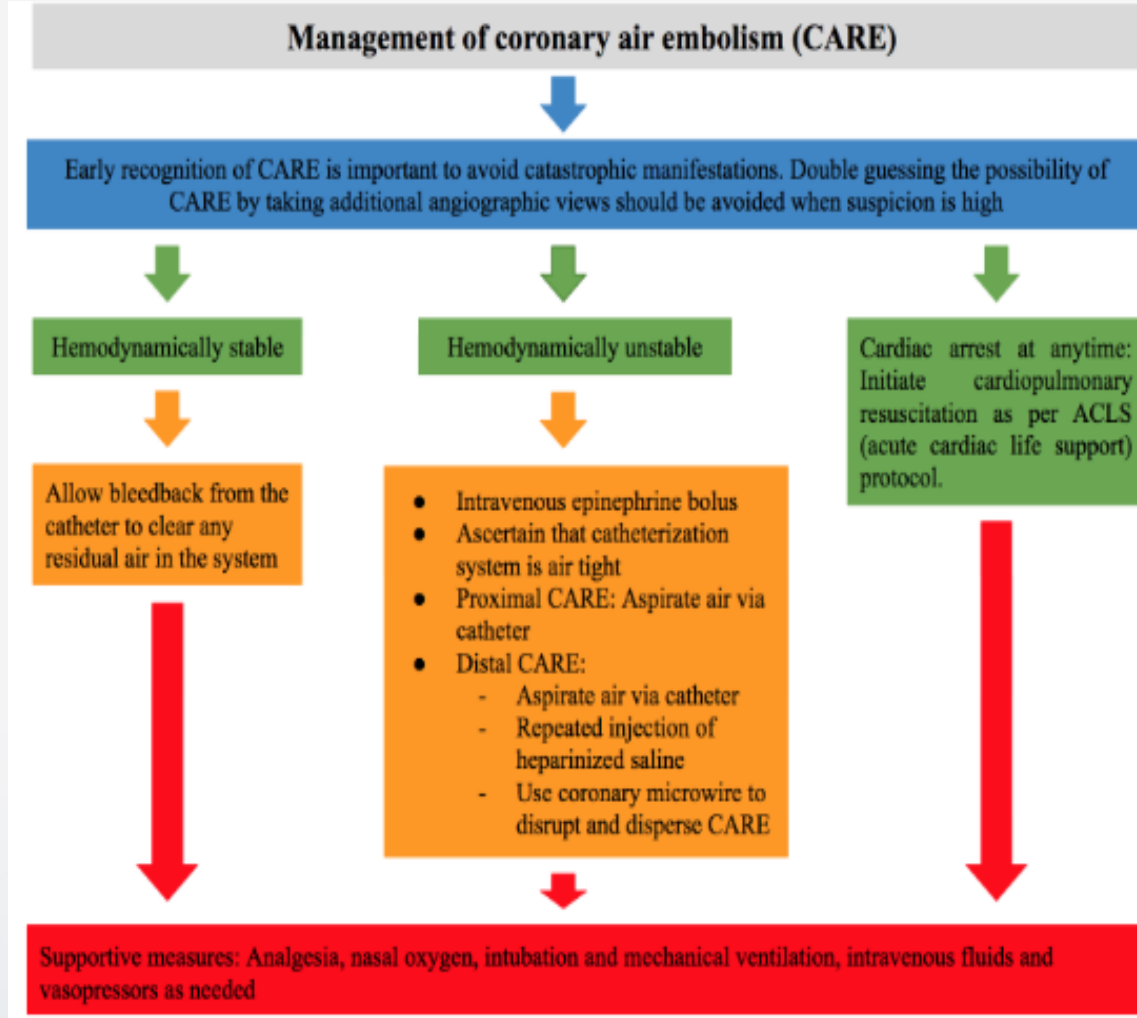 Management of coronary air embolism (CARE)
Early recognition of CARE is important to avoid catastrophic manifestations. Double guessing the possibility of
CARE by taking additional angiographic views should be avoided when suspicion is high
Hemodynamically stable
Allow bleedback from the
catheter to clear any
residual air in the system
Hemodynamically unstable
● Intravenous epinephrine bolus
● Ascertain that catheterization
system is air tight
● Proximal CARE: Aspirate air via
catheter
● Distal CARE:
- Aspirate air via catheter
- Repeated injection of
heparinized saline
- Use coronary microwire to
disrupt and disperse CARE
Cardiac arrest at anytime:
Initiate cardiopulmonary
resuscitation as per ACLS
(acute cardiac life support)
protocol.
Supportive measures: Analgesia, nasal oxygen, intubation and mechanical ventilation, intravenous fluids and
vasopressors as needed